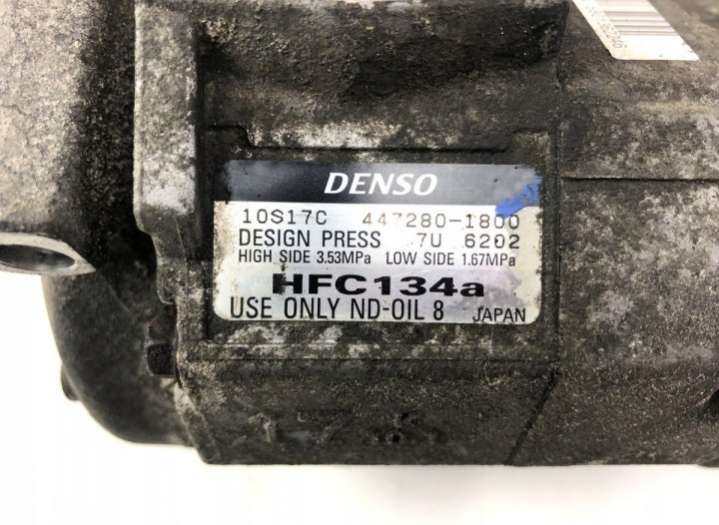 DENSO
10S17C 447280-1800
DESIGN PRESS 7U 6202
HIGH SIDE 3.53MPa LOW SIDE 1.67MPa
HFC134a
USE ONLY ND-OIL 8 JAPAN